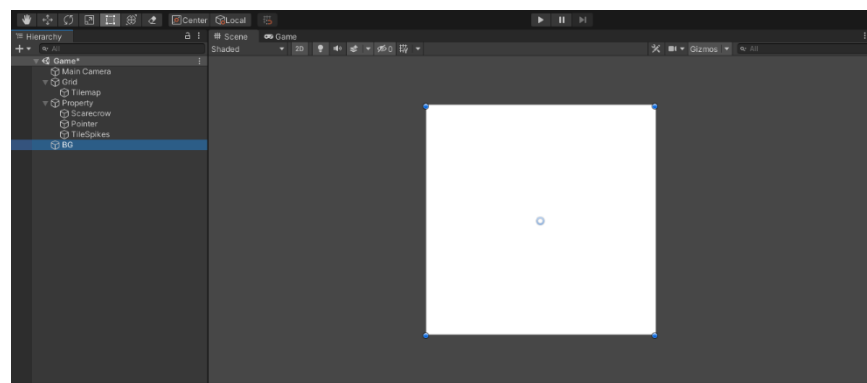 Center Local
Hierarchy
Scene Game
All
Shaded 2D 0 Gizmos All
Game*
Main Camera
Grid
Tilemap
Property
Scarecrow
Pointer
TileSpikes
BG